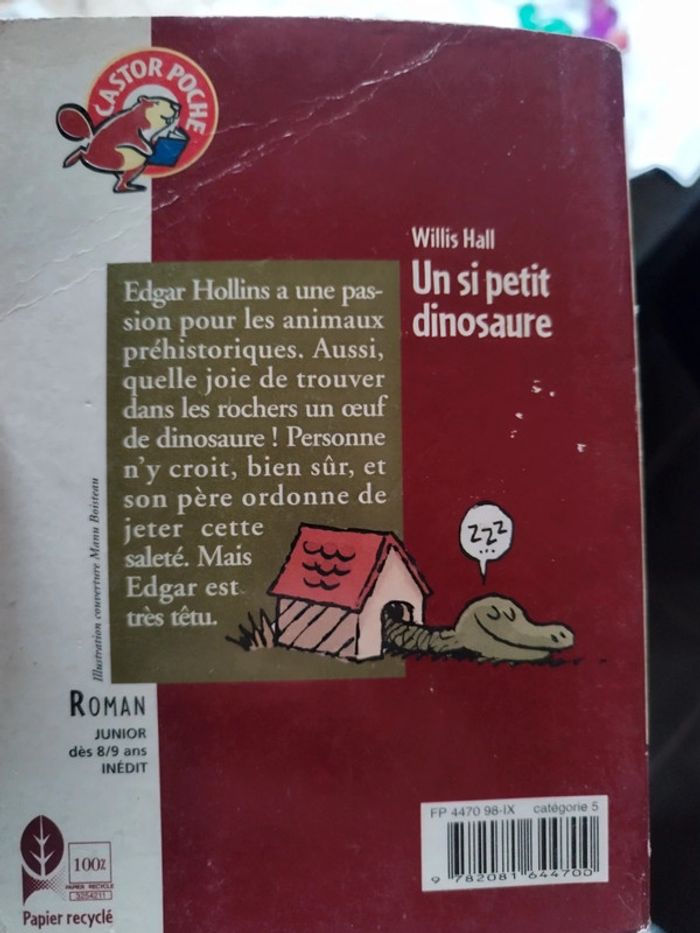 CASTOR POCHE
Willis Hall
Un si petit
dinosaure
Edgar Hollins a une pas-
sion pour les animaux
préhistoriques. Aussi,
quelle joie de trouver
dans les rochers un œuf
de dinosaure ! Personne
n'y croit, bien sûr, et
son père ordonne de
jeter cette
saleté. Mais
Edgar est
très têtu.
ZZZ
...
Illustration couverture Manu Boisteau
ROMAN
JUNIOR
dès 8/9 ans
INÉDIT
100%
PAPIER RECYCLÉ
3254211
Papier recyclé
FP 4470 98-IX catégorie 5
9 782081 644700